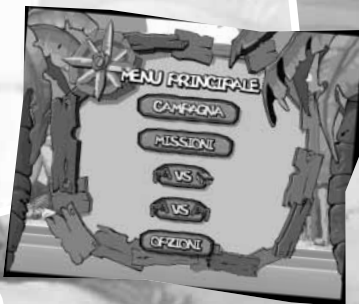 MENU PRINCIPALE
CAMPAGNA
MISSIONI
VS
VS
OPZIONI